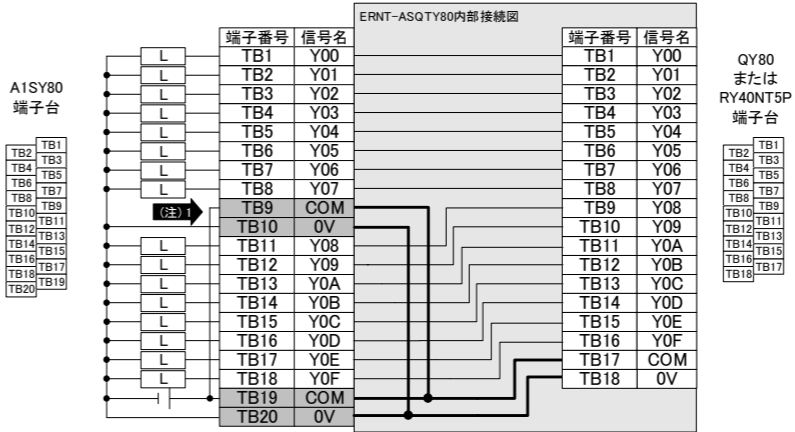 ERNT-ASQTY80内部接続図
A1SY80
端子台
TB1
TB2
TB3
TB4
TB5
TB6
TB7
TB8
TB9
TB10
TB11
TB12
TB13
TB14
TB15
TB16
TB17
TB18
TB19
TB20
端子番号 信号名
L TB1 Y00
L TB2 Y01
L TB3 Y02
L TB4 Y03
L TB5 Y04
L TB6 Y05
L TB7 Y06
L TB8 Y07
(注)1 TB9 COM
TB10 0V
L TB11 Y08
L TB12 Y09
L TB13 Y0A
L TB14 Y0B
L TB15 Y0C
L TB16 Y0D
L TB17 Y0E
L TB18 Y0F
TB19 COM
TB20 0V
端子番号 信号名
TB1 Y00
TB2 Y01
TB3 Y02
TB4 Y03
TB5 Y04
TB6 Y05
TB7 Y06
TB8 Y07
TB9 Y08
TB10 Y09
TB11 Y0A
TB12 Y0B
TB13 Y0C
TB14 Y0D
TB15 Y0E
TB16 Y0F
TB17 COM
TB18 0V
QY80
または
RY40NT5P
端子台
TB1
TB2
TB3
TB4
TB5
TB6
TB7
TB8
TB9
TB10
TB11
TB12
TB13
TB14
TB15
TB16
TB17
TB18